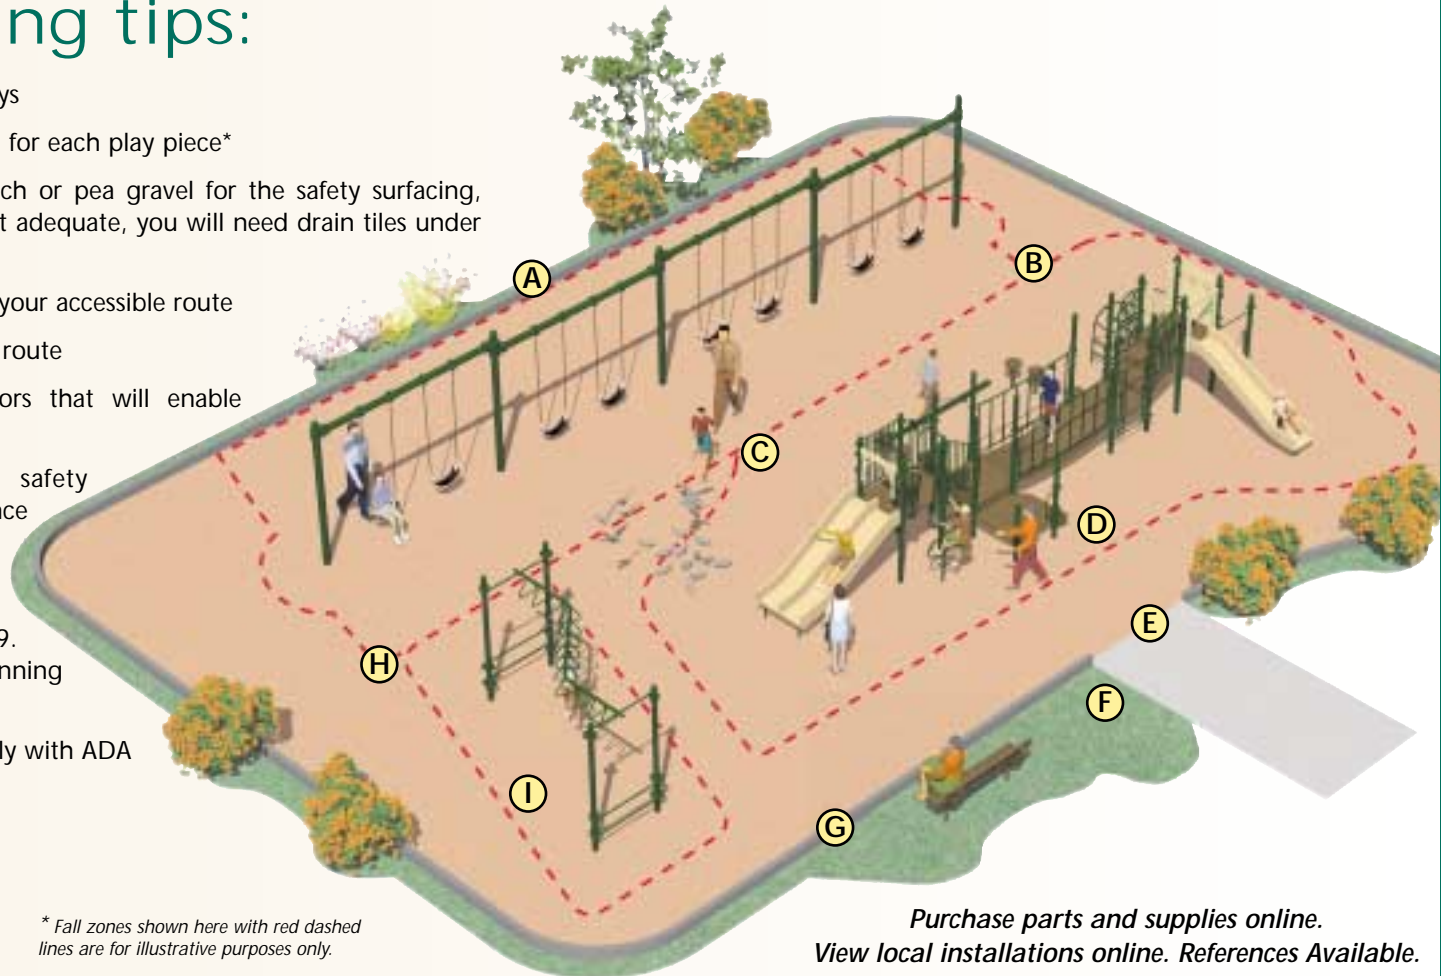 ng tips:
ys
for each play piece*
ch or pea gravel for the safety surfacing,
t adequate, you will need drain tiles under
your accessible route
route
ors that will enable
safety
ce
9.
nning
ly with ADA
A
B
C
D
E
F
H
I
G
* Fall zones shown here with red dashed
lines are for illustrative purposes only.
Purchase parts and supplies online.
View local installations online. References Available.